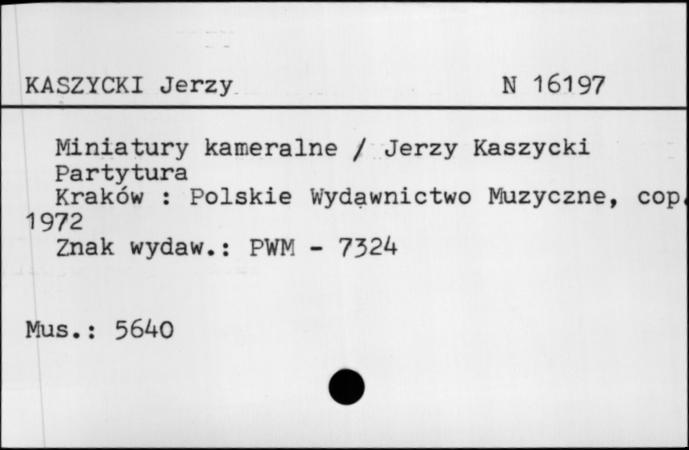 KASZYCKI Jerzy N 16197
Miniatury kameralne / Jerzy Kaszycki
Partytura
Kraków : Polskie Wydawnictwo Muzyczne, cop.
1972
Znak wydaw.: PWM - 7324
Mus.: 5640